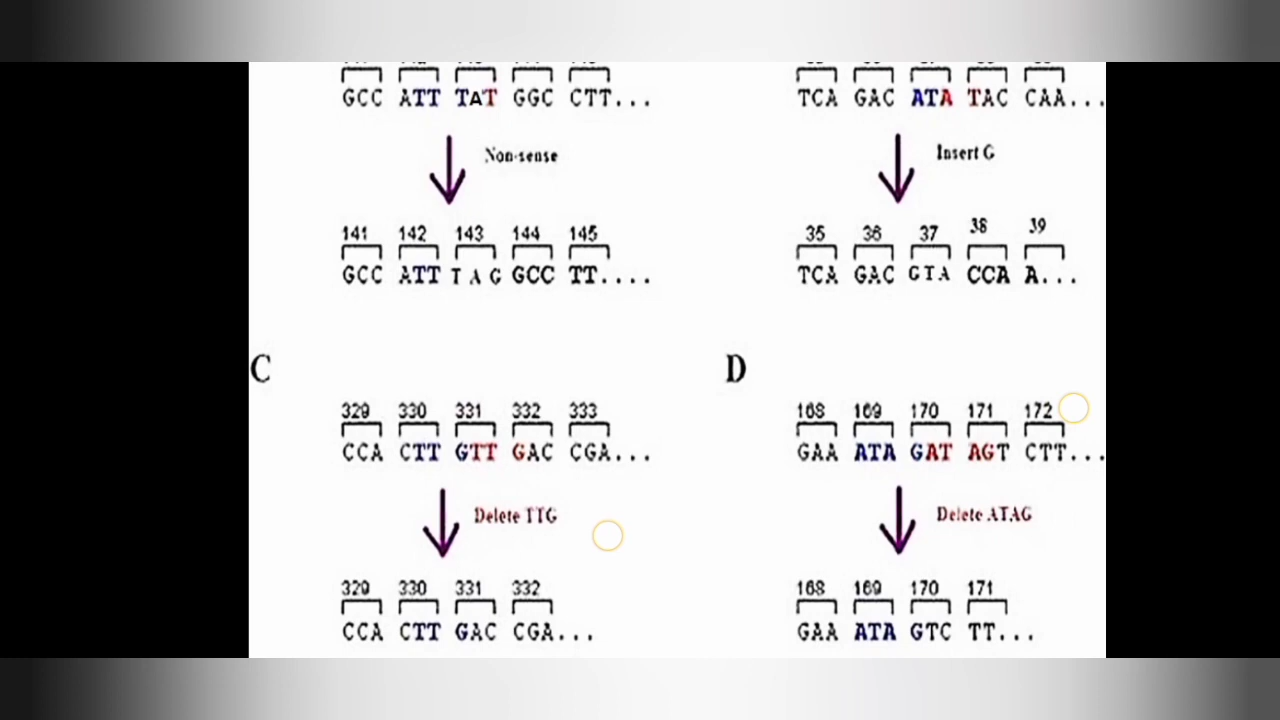 GCC ATT TAT GGC CTT...
Non-sense
141 142 143 144 145
GCC ATT TAG GCC TT....
TCA GAC ATA TAC CAA...
Insert G
35 36 37 38 39
TCA GAC GTA CCA A...
C
329 330 331 332 333
CCA CTT GTT GAC CGA...
Delete TTG
329 330 331 332
CCA CTT GAC CGA...
D
168 169 170 171 172
GAA ATA GAT AGT CTT...
Delete ATAG
168 169 170 171
GAA ATA GTC TT...